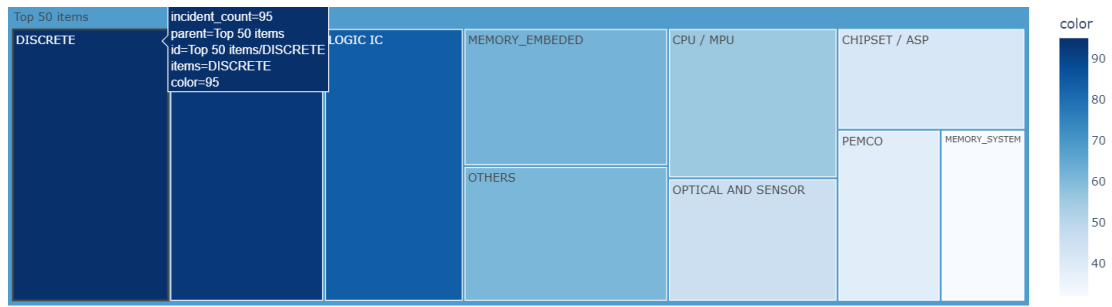 Top 50 items
DISCRETE
incident_count=95
parent=Top 50 items
id=Top 50 items/DISCRETE
items=DISCRETE
color=95
LOGIC IC
MEMORY_EMBEDED
OTHERS
CPU / MPU
OPTICAL AND SENSOR
CHIPSET / ASP
PEMCO
MEMORY_SYSTEM
color
90
80
70
60
50
40